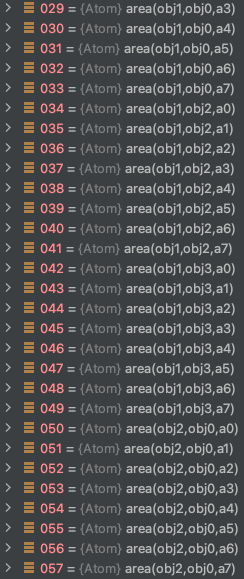 029 = {Atom} area(obj1,obj0,a3)
030 = {Atom} area(obj1,obj0,a4)
031 = {Atom} area(obj1,obj0,a5)
032 = {Atom} area(obj1,obj0,a6)
033 = {Atom} area(obj1,obj0,a7)
034 = {Atom} area(obj1,obj2,a0)
035 = {Atom} area(obj1,obj2,a1)
036 = {Atom} area(obj1,obj2,a2)
037 = {Atom} area(obj1,obj2,a3)
038 = {Atom} area(obj1,obj2,a4)
039 = {Atom} area(obj1,obj2,a5)
040 = {Atom} area(obj1,obj2,a6)
041 = {Atom} area(obj1,obj2,a7)
042 = {Atom} area(obj1,obj3,a0)
043 = {Atom} area(obj1,obj3,a1)
044 = {Atom} area(obj1,obj3,a2)
045 = {Atom} area(obj1,obj3,a3)
046 = {Atom} area(obj1,obj3,a4)
047 = {Atom} area(obj1,obj3,a5)
048 = {Atom} area(obj1,obj3,a6)
049 = {Atom} area(obj1,obj3,a7)
050 = {Atom} area(obj2,obj0,a0)
051 = {Atom} area(obj2,obj0,a1)
052 = {Atom} area(obj2,obj0,a2)
053 = {Atom} area(obj2,obj0,a3)
054 = {Atom} area(obj2,obj0,a4)
055 = {Atom} area(obj2,obj0,a5)
056 = {Atom} area(obj2,obj0,a6)
057 = {Atom} area(obj2,obj0,a7)